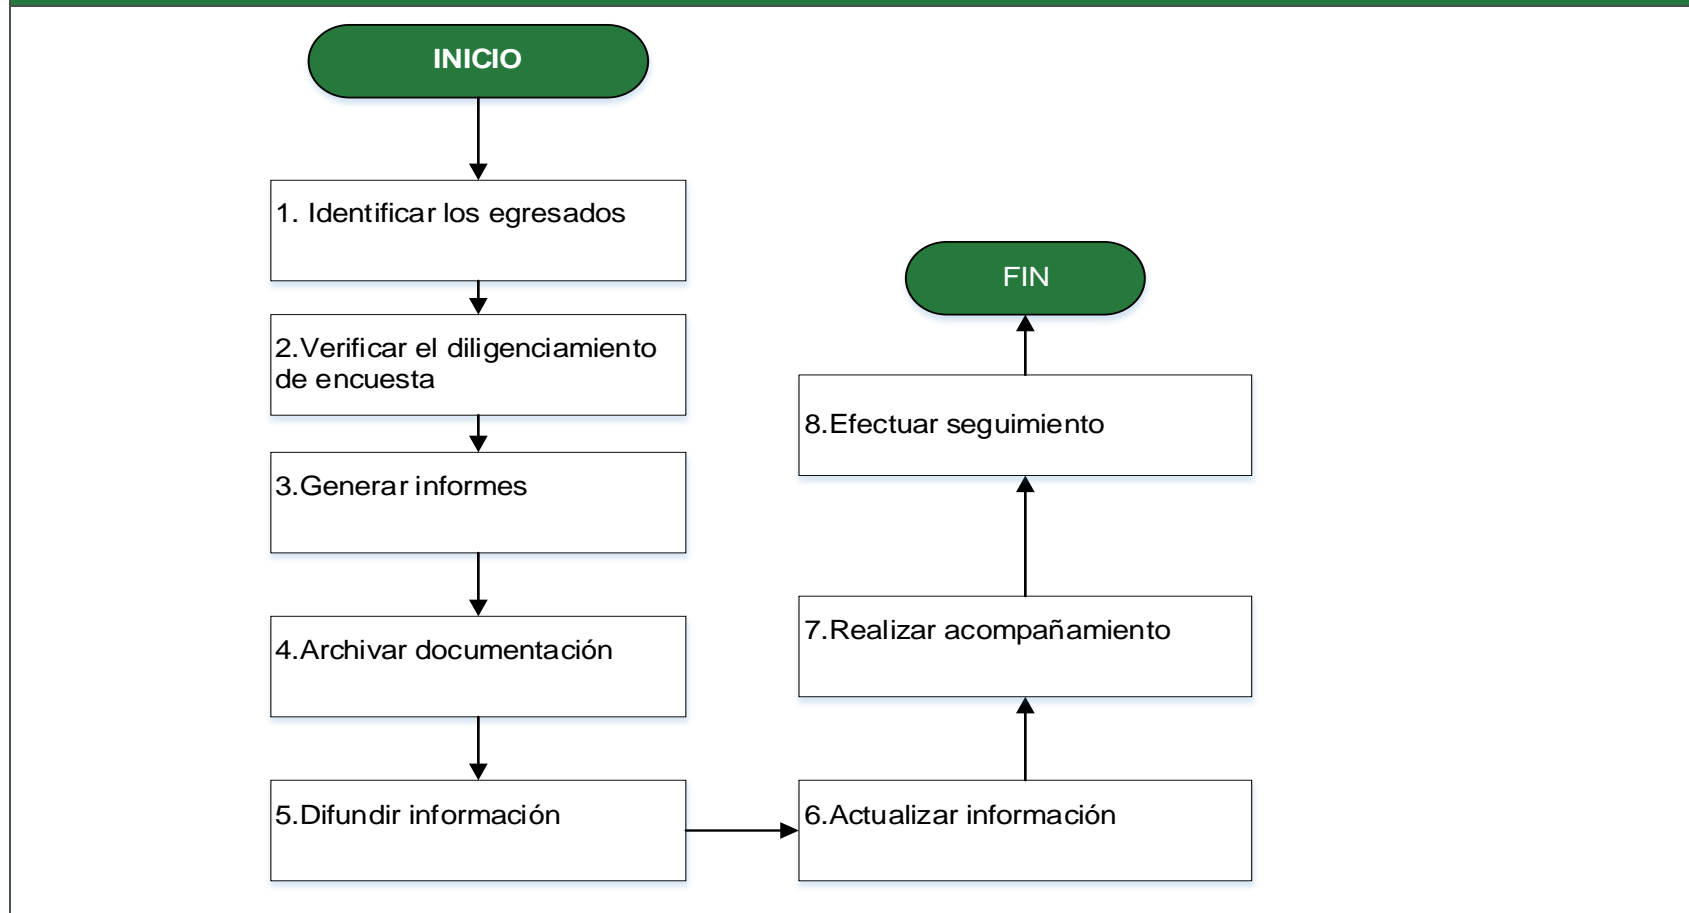 INICIO
1. Identificar los egresados
2.Verificar el diligenciamiento
de encuesta
3.Generar informes
4.Archivar documentación
5.Difundir información
6.Actualizar información
7.Realizar acompañamiento
8.Efectuar seguimiento
FIN